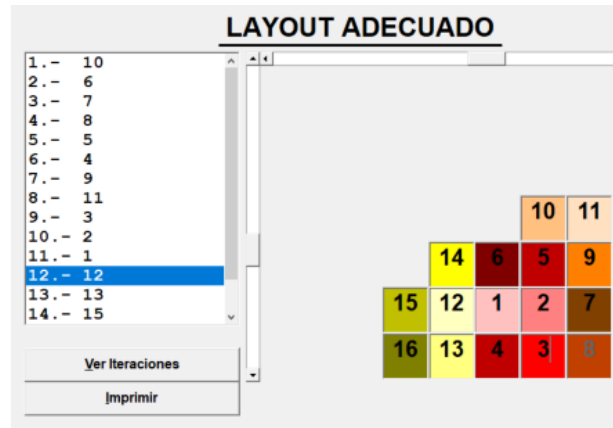 LAYOUT ADECUADO
1.- 10
2.- 6
3.- 7
4.- 8
5.- 5
6.- 4
7.- 9
8.- 11
9.- 3
10.- 2
11.- 1
12.- 12
13.- 13
14.- 15
Ver Iteraciones
Imprimir
10 11
14 6 5 9
15 12 1 2 7
16 13 4 3 8